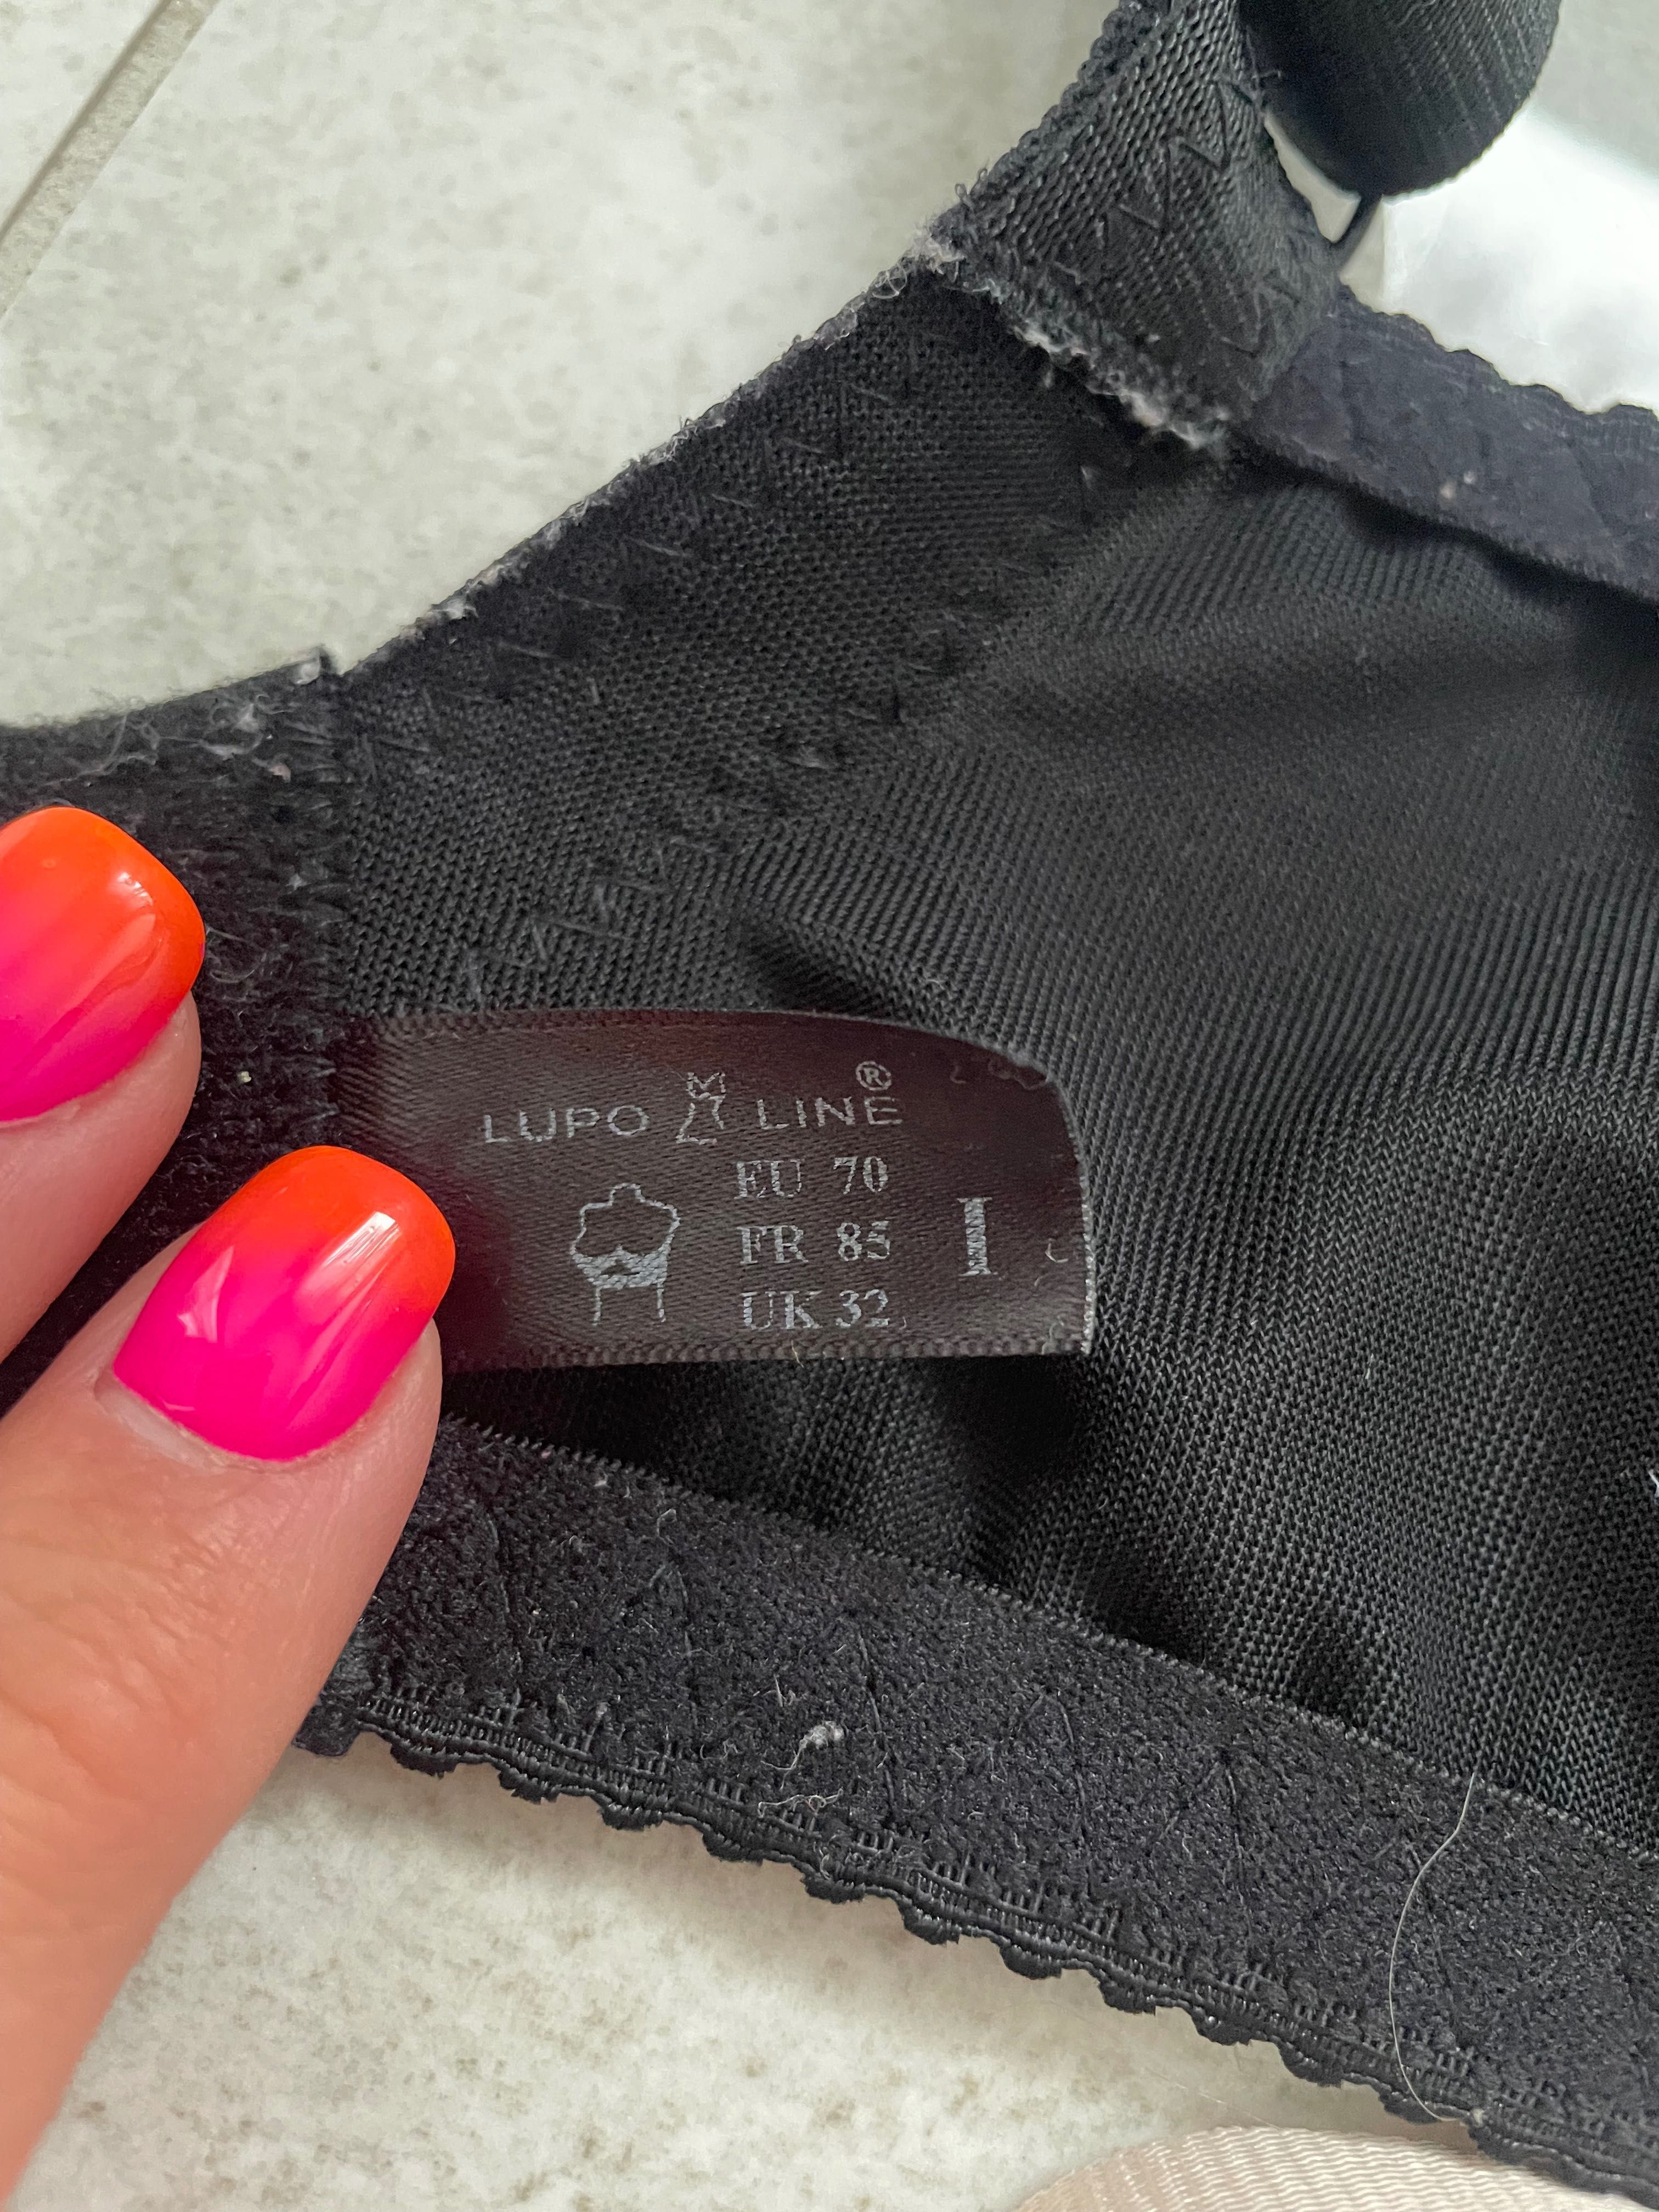 LUPO LINE ®
EU 70
FR 85 I
UK 32